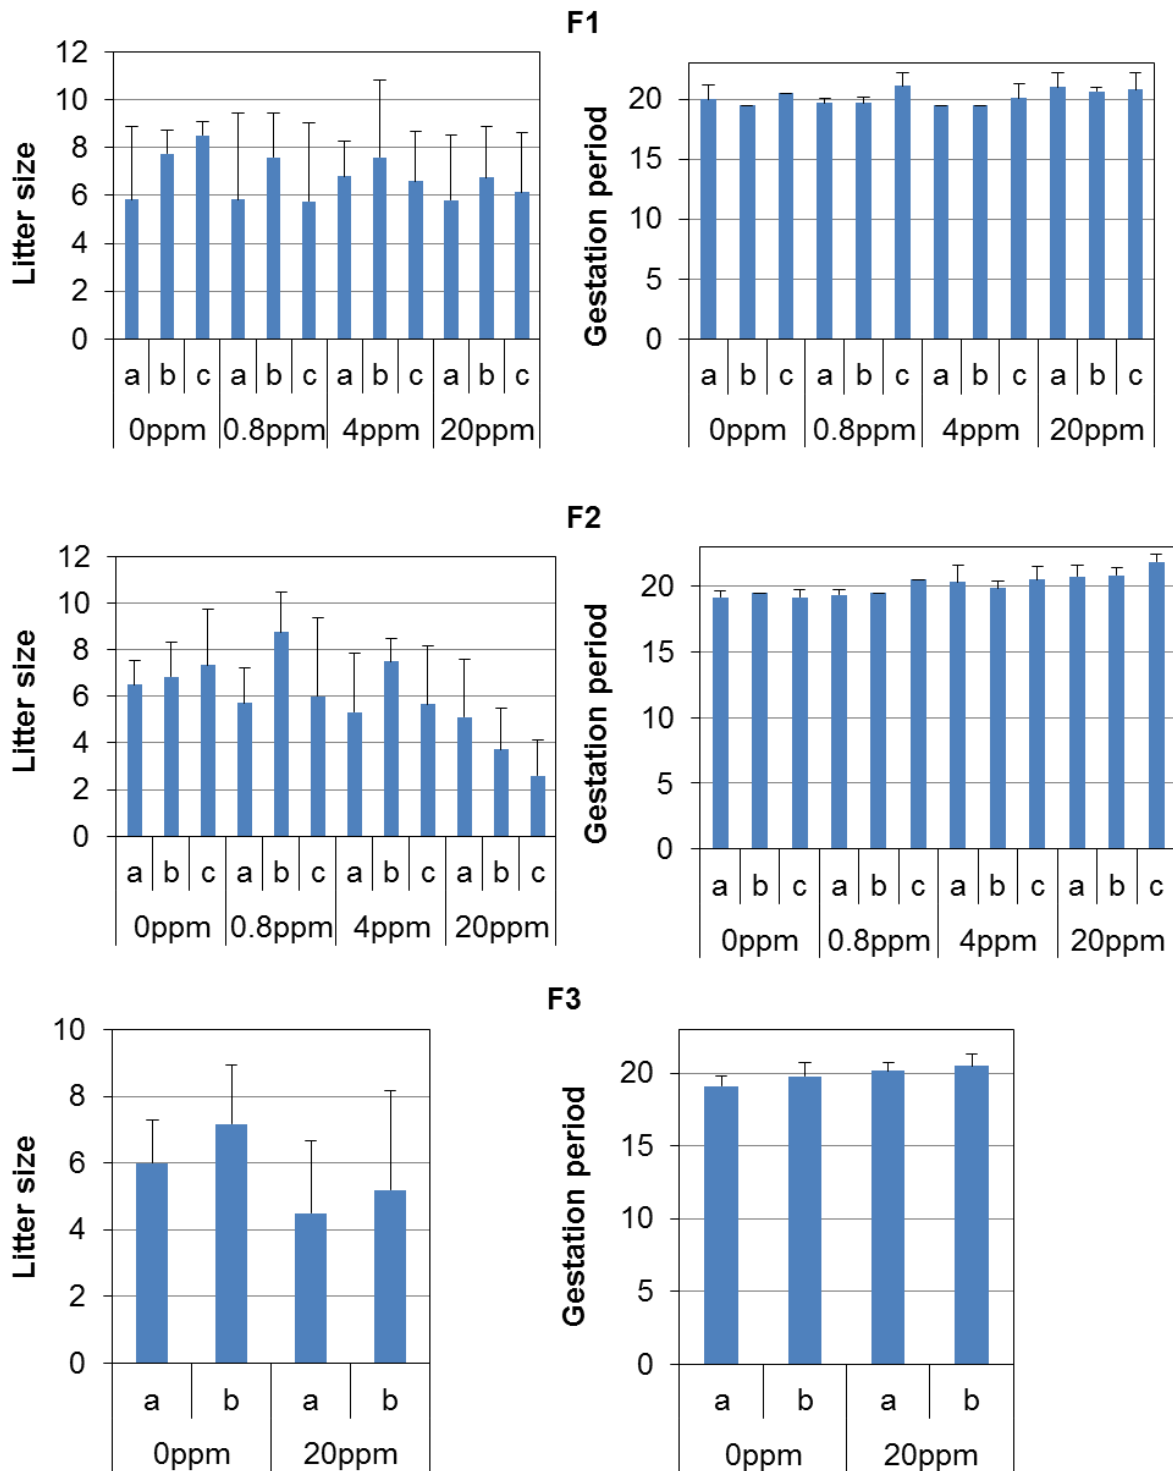 F1
Litter size
12
10
8
6
4
2
0
a b c a b c a b c a b c
0ppm 0.8ppm 4ppm 20ppm
Gestation period
20
15
10
5
0
a b c a b c a b c a b c
0ppm 0.8ppm 4ppm 20ppm
F2
Litter size
12
10
8
6
4
2
0
a b c a b c a b c a b c
0ppm 0.8ppm 4ppm 20ppm
Gestation period
20
15
10
5
0
a b c a b c a b c a b c
0ppm 0.8ppm 4ppm 20ppm
F3
Litter size
10
8
6
4
2
0
a b a b
0ppm 20ppm
Gestation period
20
15
10
5
0
a b a b
0ppm 20ppm